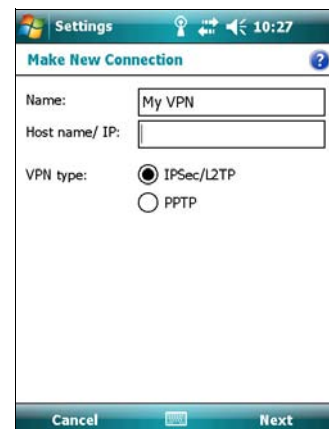 Settings 10:27
Make New Connection ?
Name: My VPN
Host name/ IP:
VPN type: IPSec/L2TP
PPTP
Cancel Next